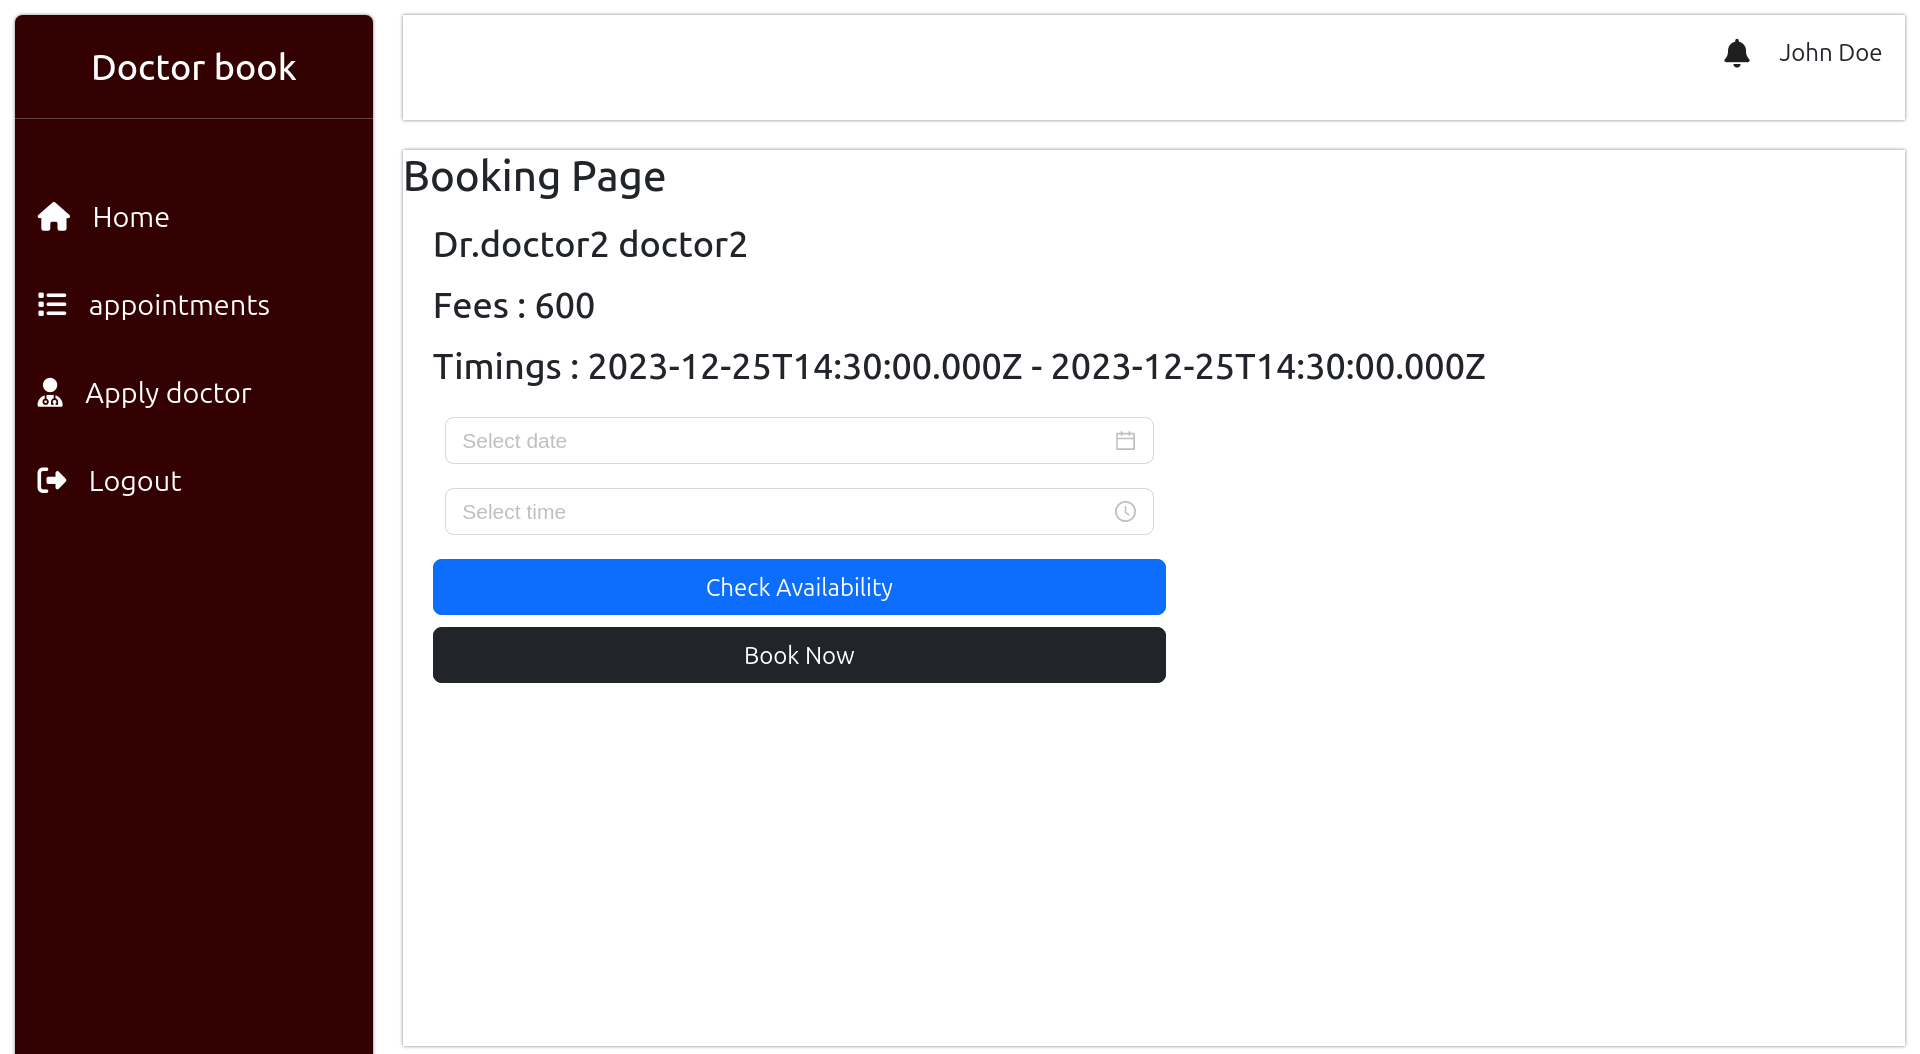 Doctor book
Home
appointments
Apply doctor
Logout
John Doe
Booking Page
Dr.doctor2 doctor2
Fees : 600
Timings : 2023-12-25T14:30:00.000Z - 2023-12-25T14:30:00.000Z
Select date
Select time
Check Availability
Book Now